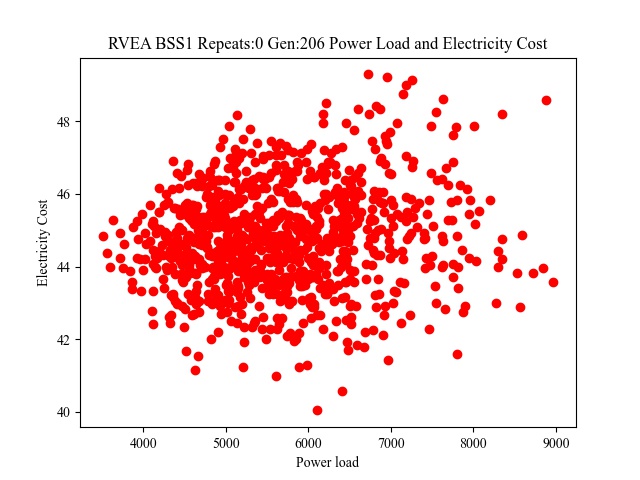 RVEA BSS1 Repeats:0 Gen:206 Power Load and Electricity Cost
Electricity Cost
48
46
44
42
40
4000 5000 6000 7000 8000 9000
Power load